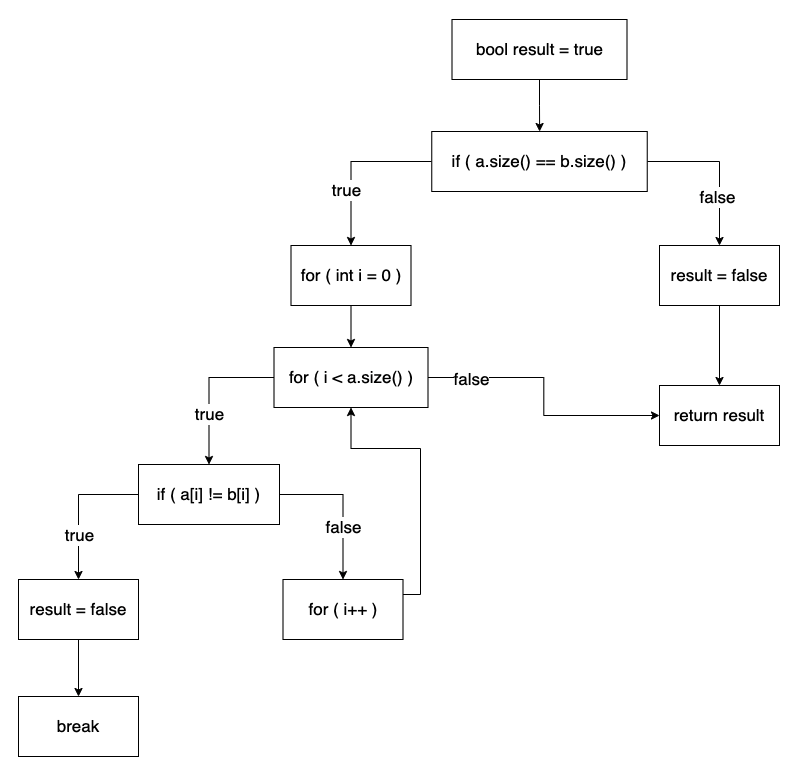 bool result = true
if ( a.size() == b.size() )
true
false
for ( int i = 0 )
result = false
for ( i < a.size() )
false
true
return result
if ( a[i] != b[i] )
true
false
result = false
for ( i++ )
break